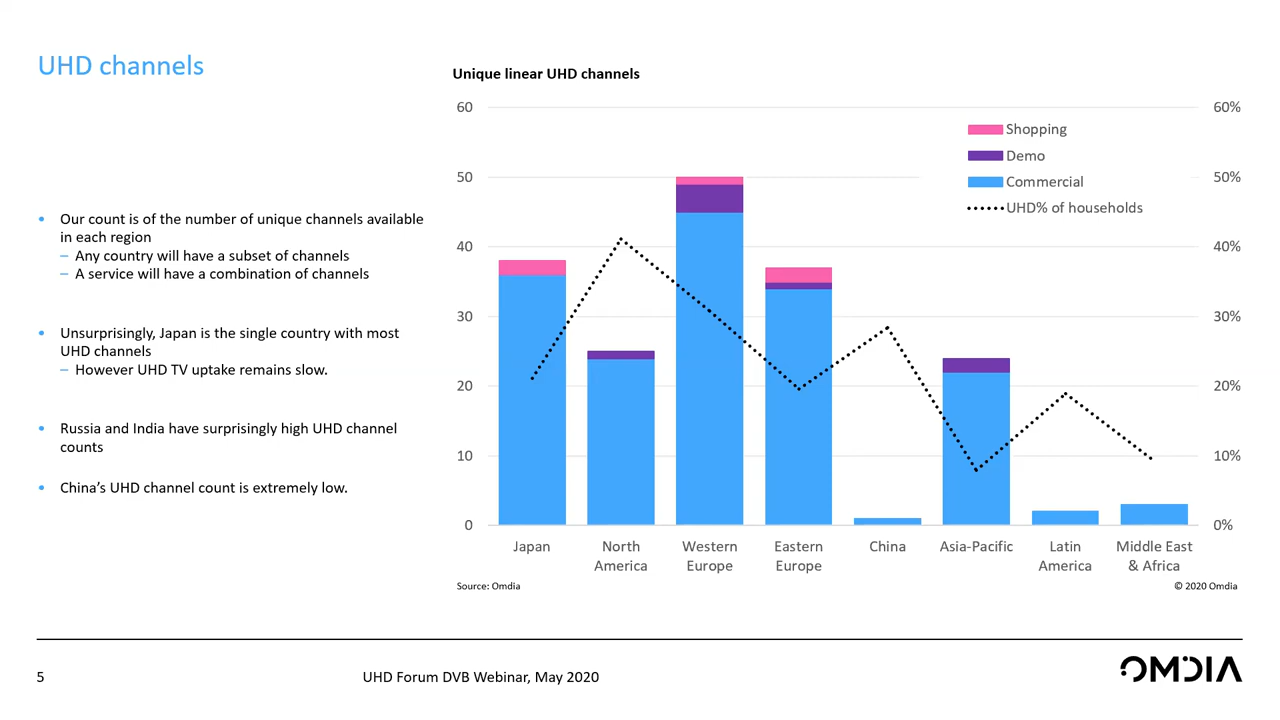 UHD channels
Our count is of the number of unique channels available
in each region
– Any country will have a subset of channels
– A service will have a combination of channels
Unsurprisingly, Japan is the single country with most
UHD channels
– However UHD TV uptake remains slow.
Russia and India have surprisingly high UHD channel
counts
China’s UHD channel count is extremely low.
Unique linear UHD channels
60
50
40
30
20
10
0
60%
50%
40%
30%
20%
10%
0%
Shopping
Demo
Commercial
UHD% of households
Japan
North
America
Western
Europe
Eastern
Europe
China
Asia-Pacific
Latin
America
Middle East
& Africa
Source: Omdia
© 2020 Omdia
5
UHD Forum DVB Webinar, May 2020
OMDIA